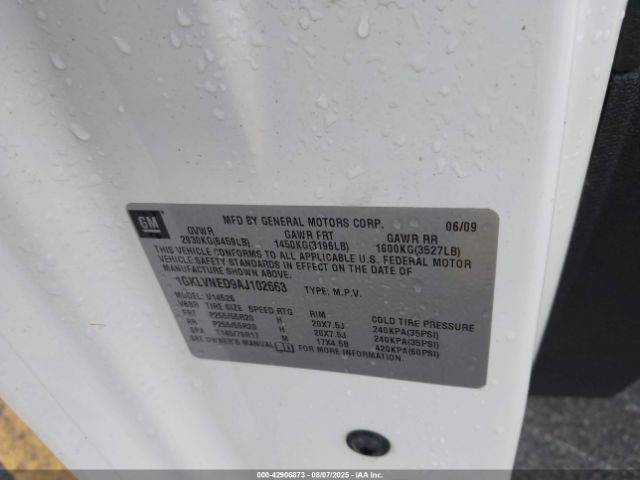 GM
MFD BY GENERAL MOTORS CORP. 06/09
GVWR GAWR FRT GAWR RR
2930KG(6459LB) 1450KG(3196LB) 1600KG(3527LB)
THIS VEHICLE CONFORMS TO ALL APPLICABLE U.S. FEDERAL MOTOR
VEHICLE SAFETY STANDARDS IN EFFECT ON THE DATE OF
MANUFACTURE SHOWN ABOVE.
1GKLVNED9AJ102663 TYPE: M.P.V.
MODEL: V14526
TIRE SIZE SPEED RTG RIM COLD TIRE PRESSURE
FRT P255/55R20 H 20X7.5J 240KPA(35PSI)
RR P255/55R20 H 20X7.5J 240KPA(35PSI)
SPA T145/70R17 M 17X4.5B 420KPA(60PSI)
SEE OWNER'S MANUAL FOR MORE INFORMATION.
000-42906873 - 08/07/2025 - IAAI.COM